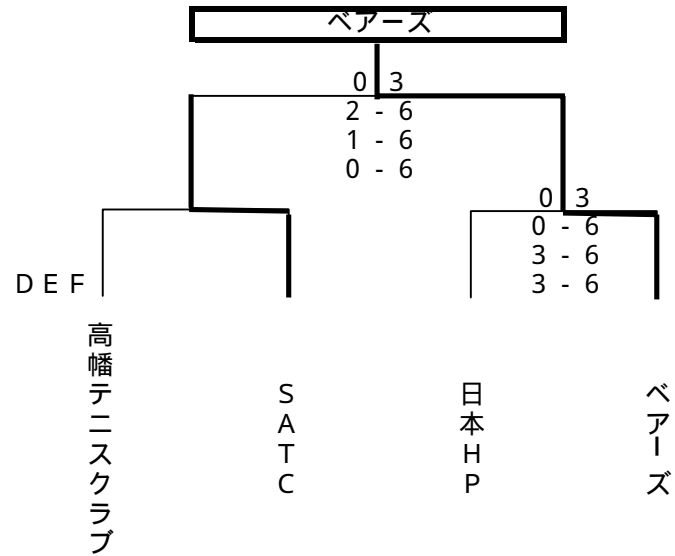 ベアーズ
0 3
2 - 6
1 - 6
0 - 6
0 3
0 - 6
3 - 6
3 - 6
DEF
高幡テニスクラブ
SATC
日本HP
ベアーズ